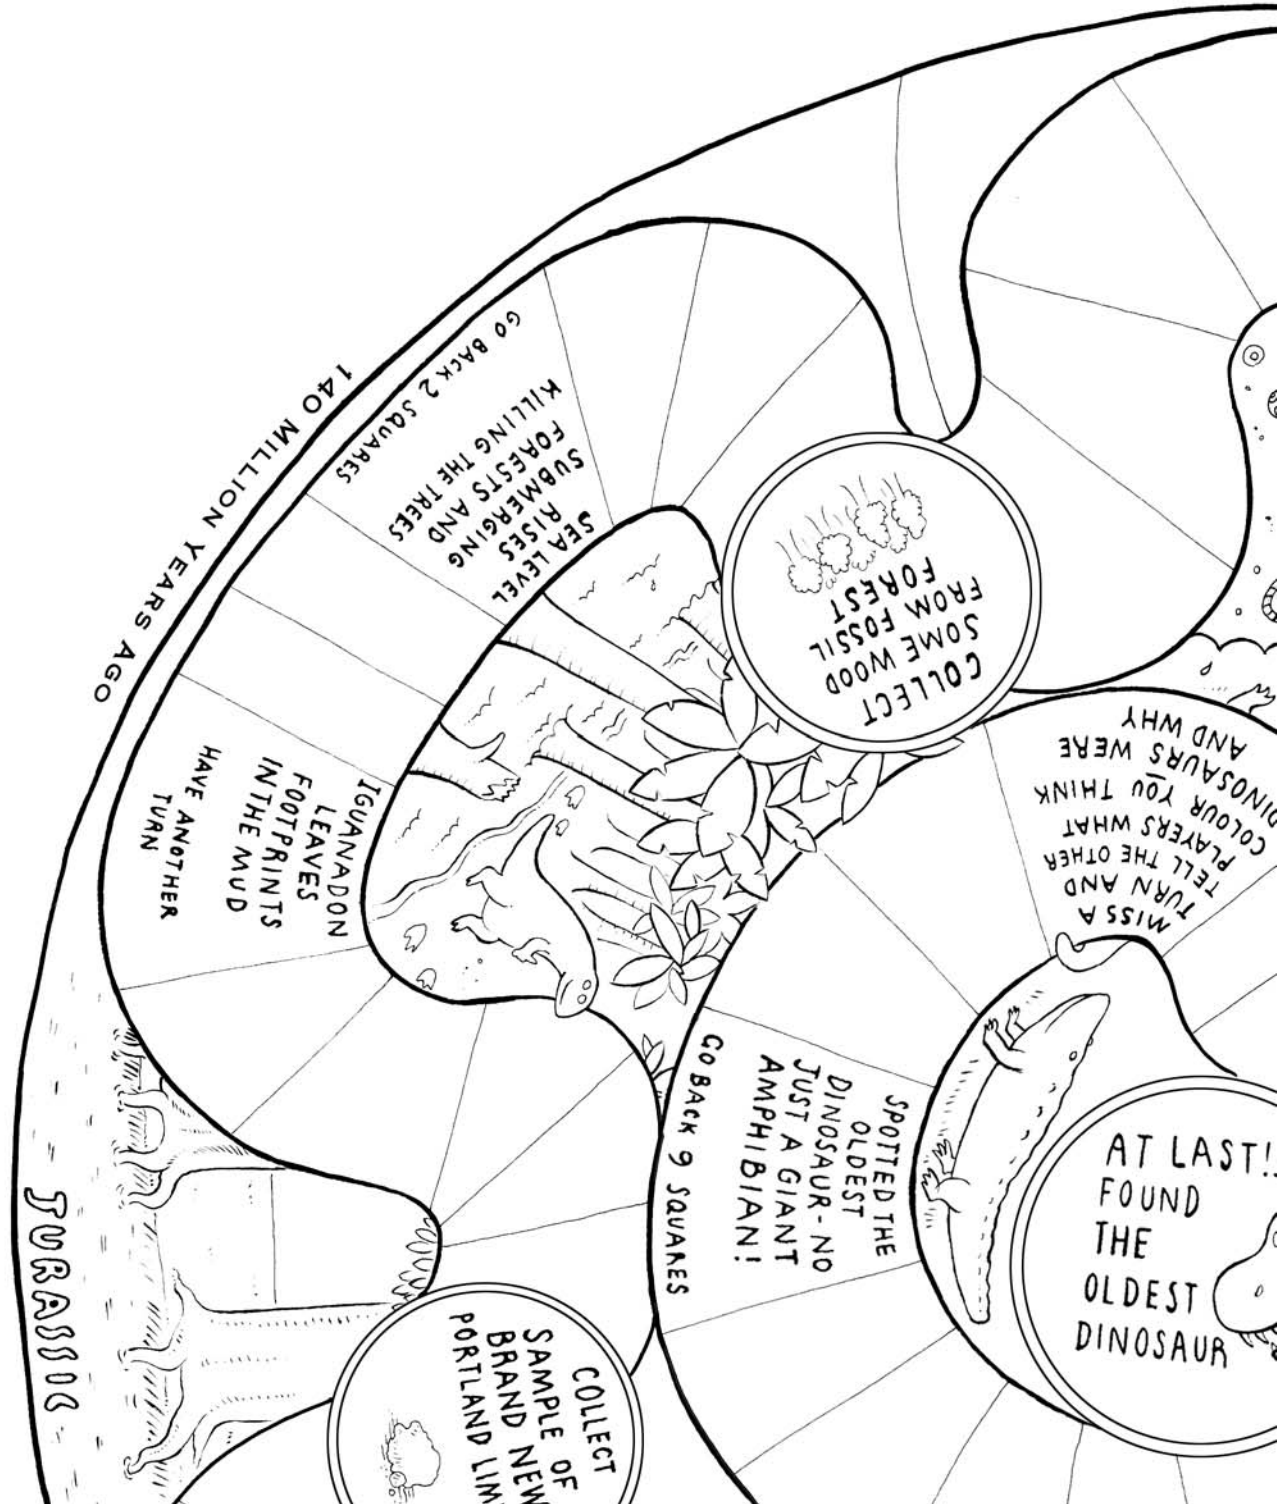 140 MILLION YEARS AGO
GO BACK 2 SQUARES
SEA LEVEL
RISES
SUBMERGING
FORESTS AND
KILLING THE TREES
COLLECT
SOME WOOD
FROM FOSSIL
FOREST
IGUANADON
LEAVES
FOOTPRINTS
IN THE MUD
HAVE ANOTHER
TURN
MISS A
TURN AND
TELL THE OTHER
PLAYERS WHAT
COLOUR YOU THINK
DINOSAURS WERE
AND WHY
SPOTTED THE
OLDEST
DINOSAUR - NO
JUST A GIANT
AMPHIBIAN!
GO BACK 9 SQUARES
AT LAST!!
FOUND
THE
OLDEST
DINOSAUR
JURASSIC
COLLECT
SAMPLE OF
BRAND NEW
PORTLAND